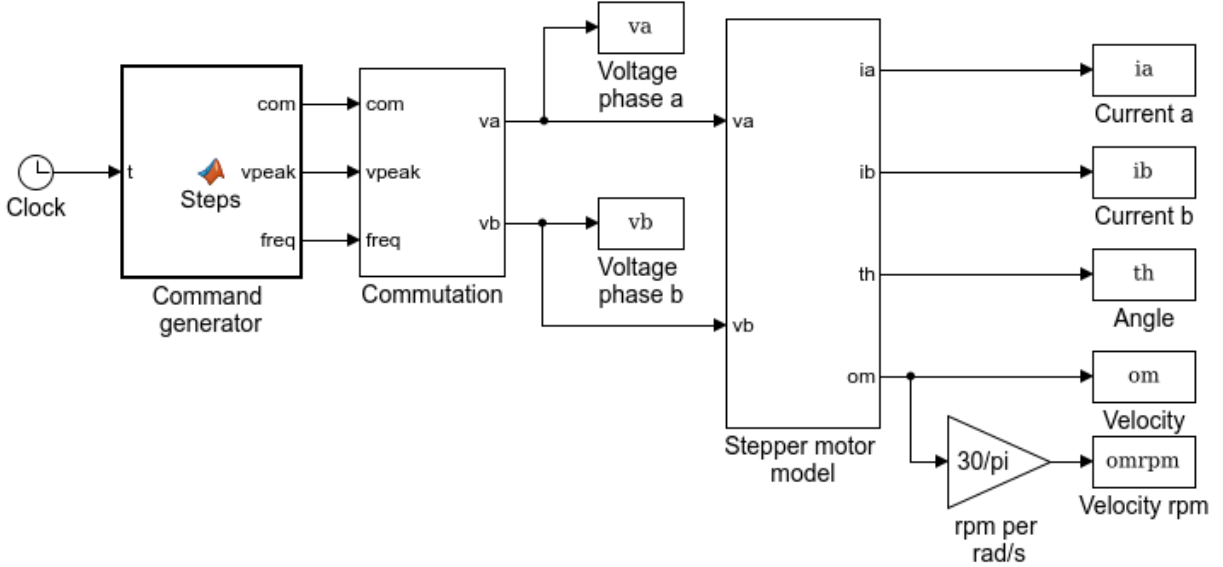 Clock
t
Steps
com
vpeak
freq
Command
generator
com
vpeak
freq
va
vb
Commutation
va
Voltage
phase a
vb
Voltage
phase b
va
vb
ia
ib
th
om
Stepper motor
model
ia
Current a
ib
Current b
th
Angle
om
Velocity
30/pi
rpm per
rad/s
omrpm
Velocity rpm